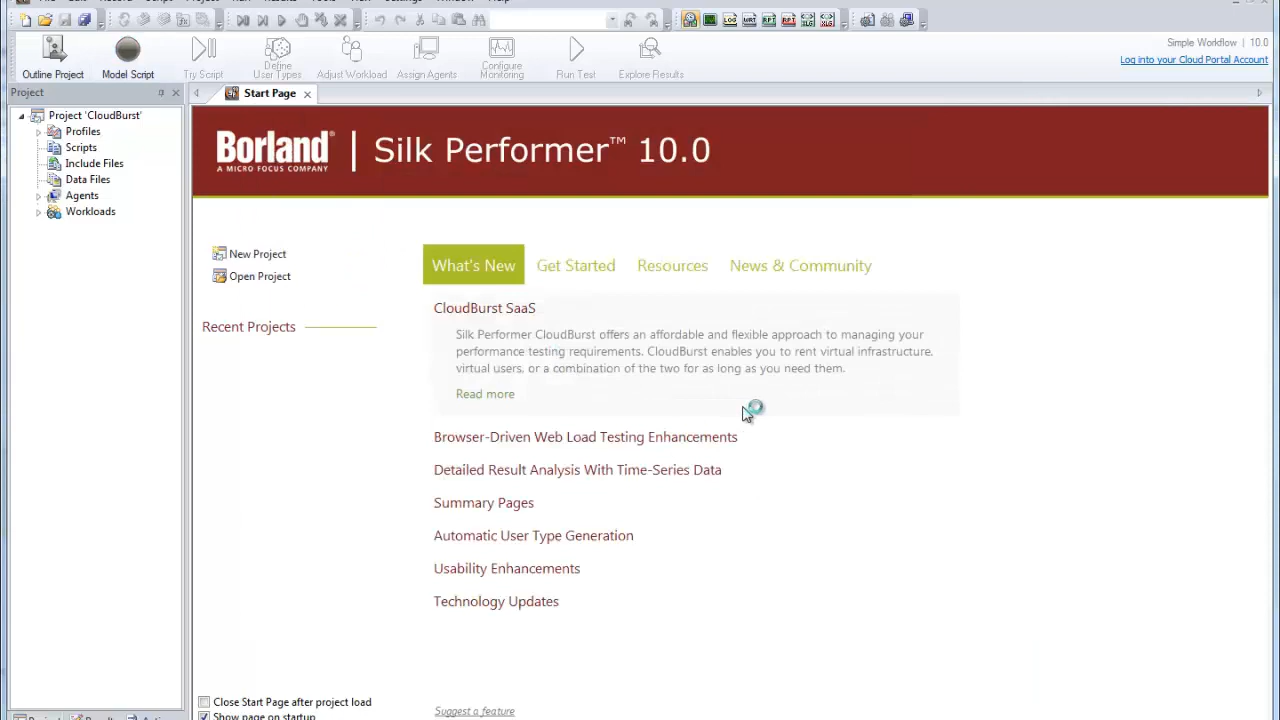 Simple Workflow | 10.0
Log into your Cloud Portal Account
Outline Project
Model Script
Try Script
Define
User Types
Adjust Workload
Assign Agents
Configure
Monitoring
Run Test
Explore Results
Project
Start Page
Project 'CloudBurst'
Profiles
Scripts
Include Files
Data Files
Agents
Workloads
Borland
A MICRO FOCUS COMPANY
Silk Performer™ 10.0
New Project
Open Project
Recent Projects
What's New
Get Started
Resources
News & Community
CloudBurst SaaS
Silk Performer CloudBurst offers an affordable and flexible approach to managing your
performance testing requirements. CloudBurst enables you to rent virtual infrastructure,
virtual users, or a combination of the two for as long as you need them.
Read more
Browser-Driven Web Load Testing Enhancements
Detailed Result Analysis With Time-Series Data
Summary Pages
Automatic User Type Generation
Usability Enhancements
Technology Updates
Close Start Page after project load
Show page on startup
Suggest a feature